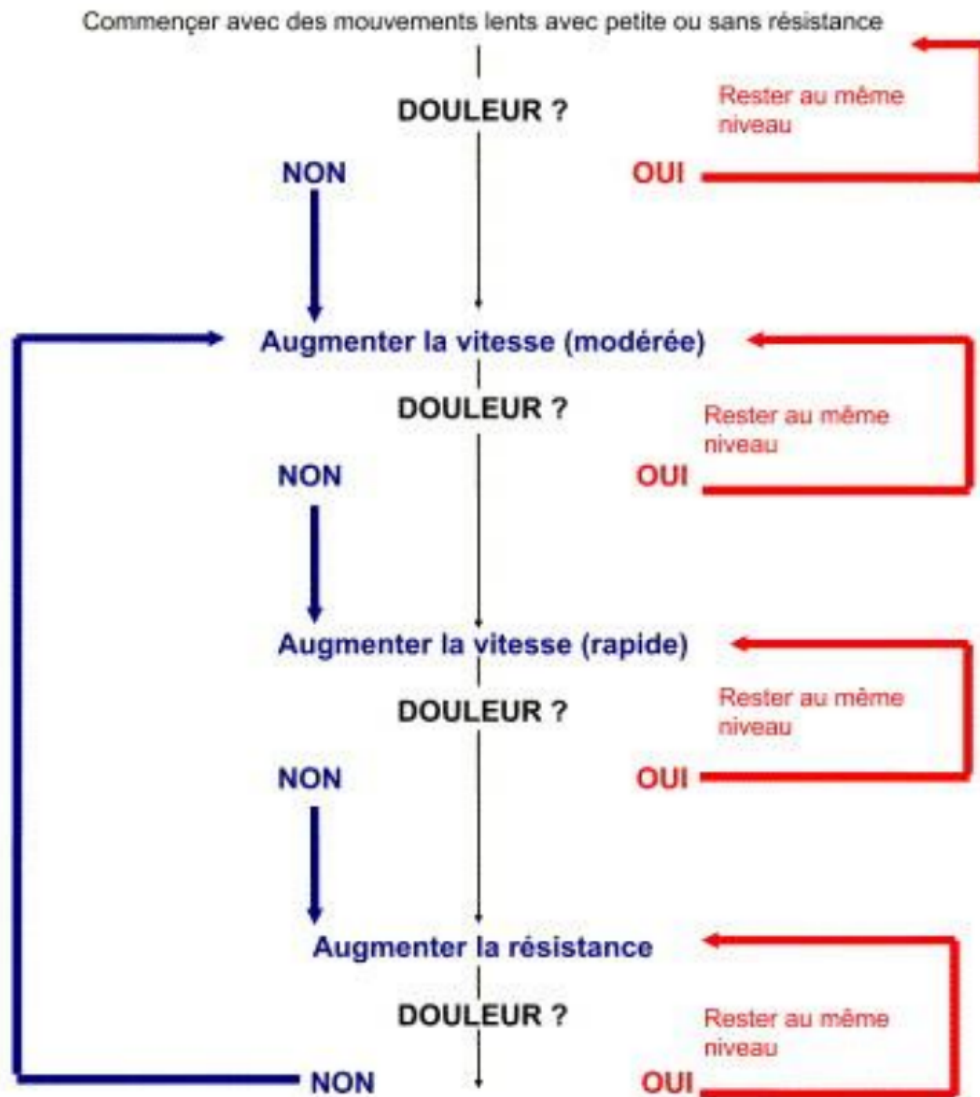 Commençer avec des mouvements lents avec petite ou sans résistance
DOULEUR ?
Rester au même
niveau
NON
OUI
Augmenter la vitesse (modérée)
DOULEUR ?
Rester au même
niveau
NON
OUI
Augmenter la vitesse (rapide)
DOULEUR ?
Rester au même
niveau
NON
OUI
Augmenter la résistance
DOULEUR ?
Rester au même
niveau
NON
OUI